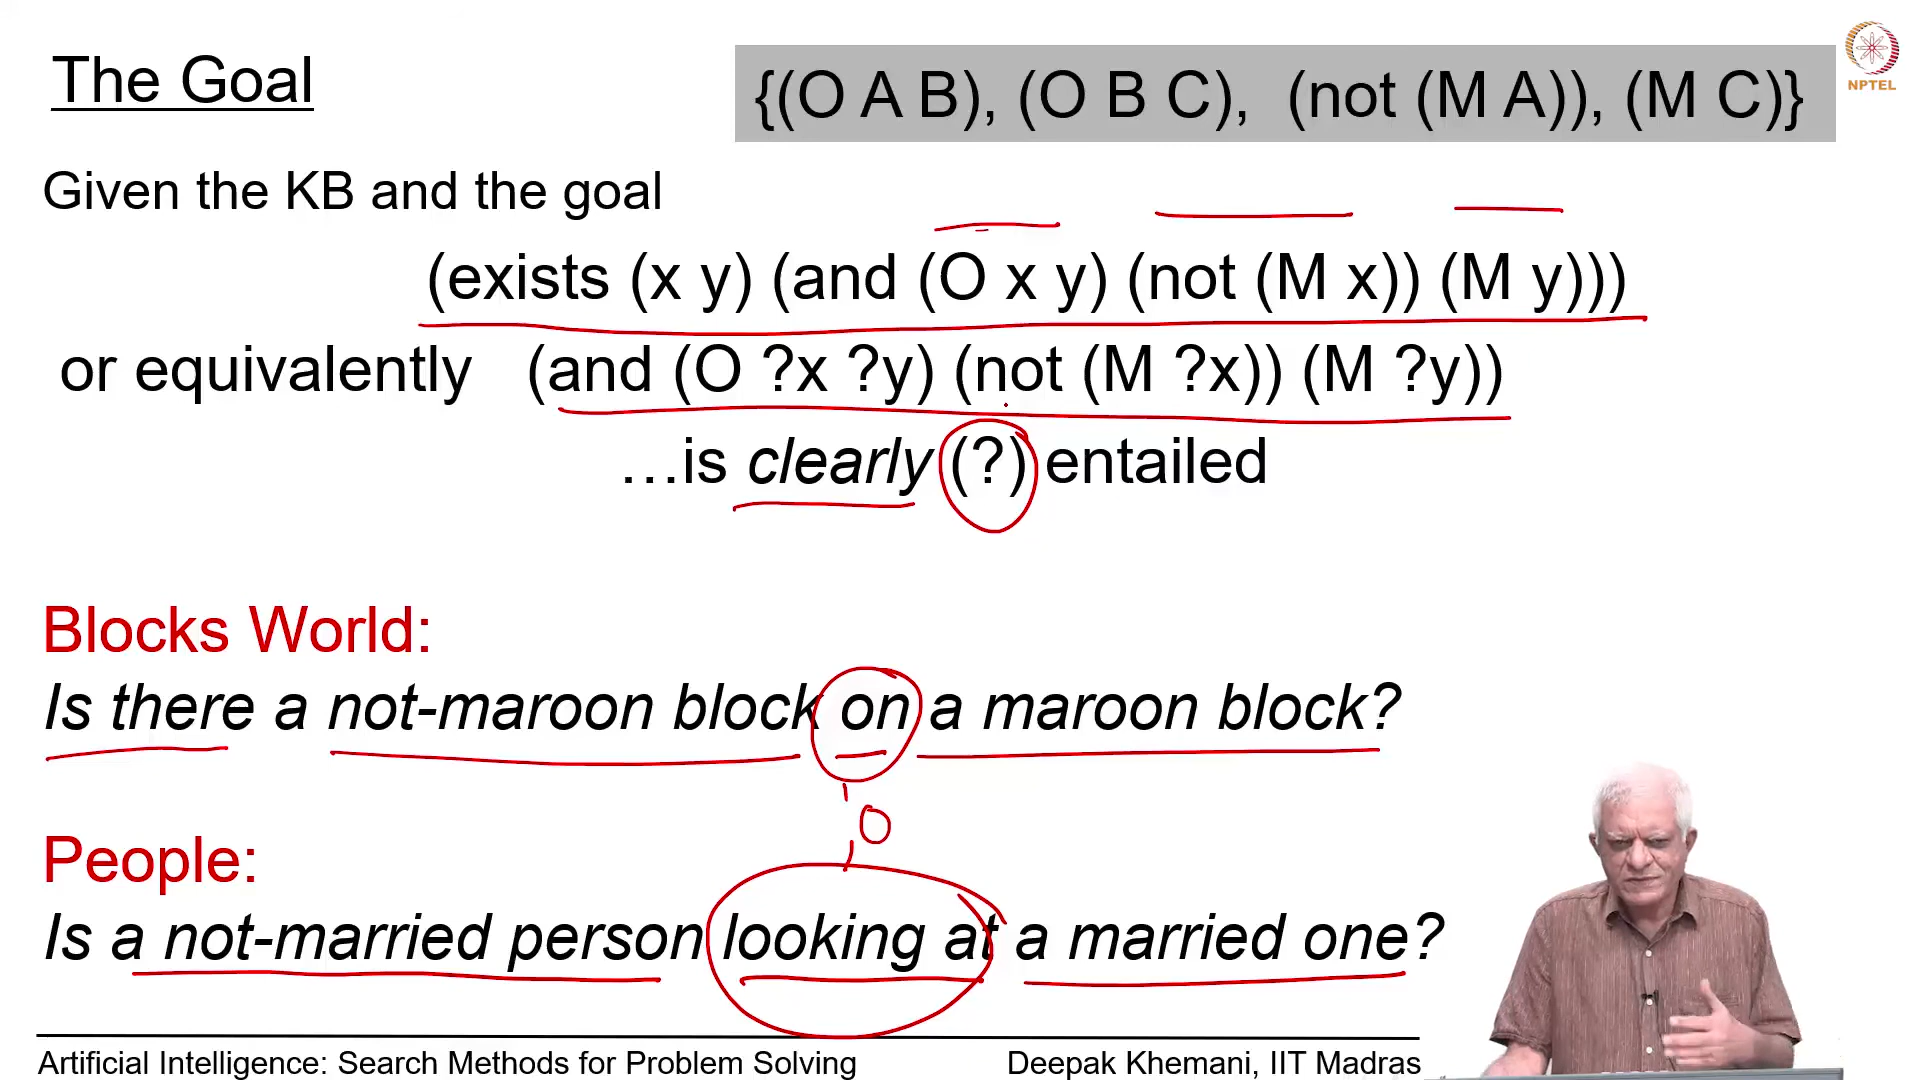 The Goal
{(O A B), (O B C), (not (M A)), (M C)}
NPTEL
Given the KB and the goal
(exists (x y) (and (O x y) (not (M x)) (M y)))
or equivalently (and (O ?x ?y) (not (M ?x)) (M ?y))
...is clearly (?) entailed
Blocks World:
Is there a not-maroon block on a maroon block?
O
People:
Is a not-married person looking at a married one?
Artificial Intelligence: Search Methods for Problem Solving Deepak Khemani, IIT Madras